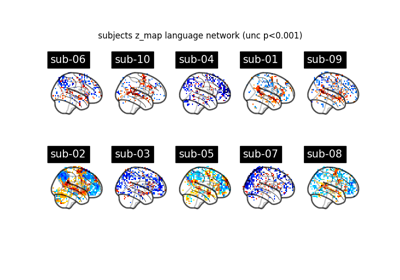 subjects z_map language network (unc p<0.001)
sub-06 sub-10 sub-04 sub-01 sub-09
sub-02 sub-03 sub-05 sub-07 sub-08